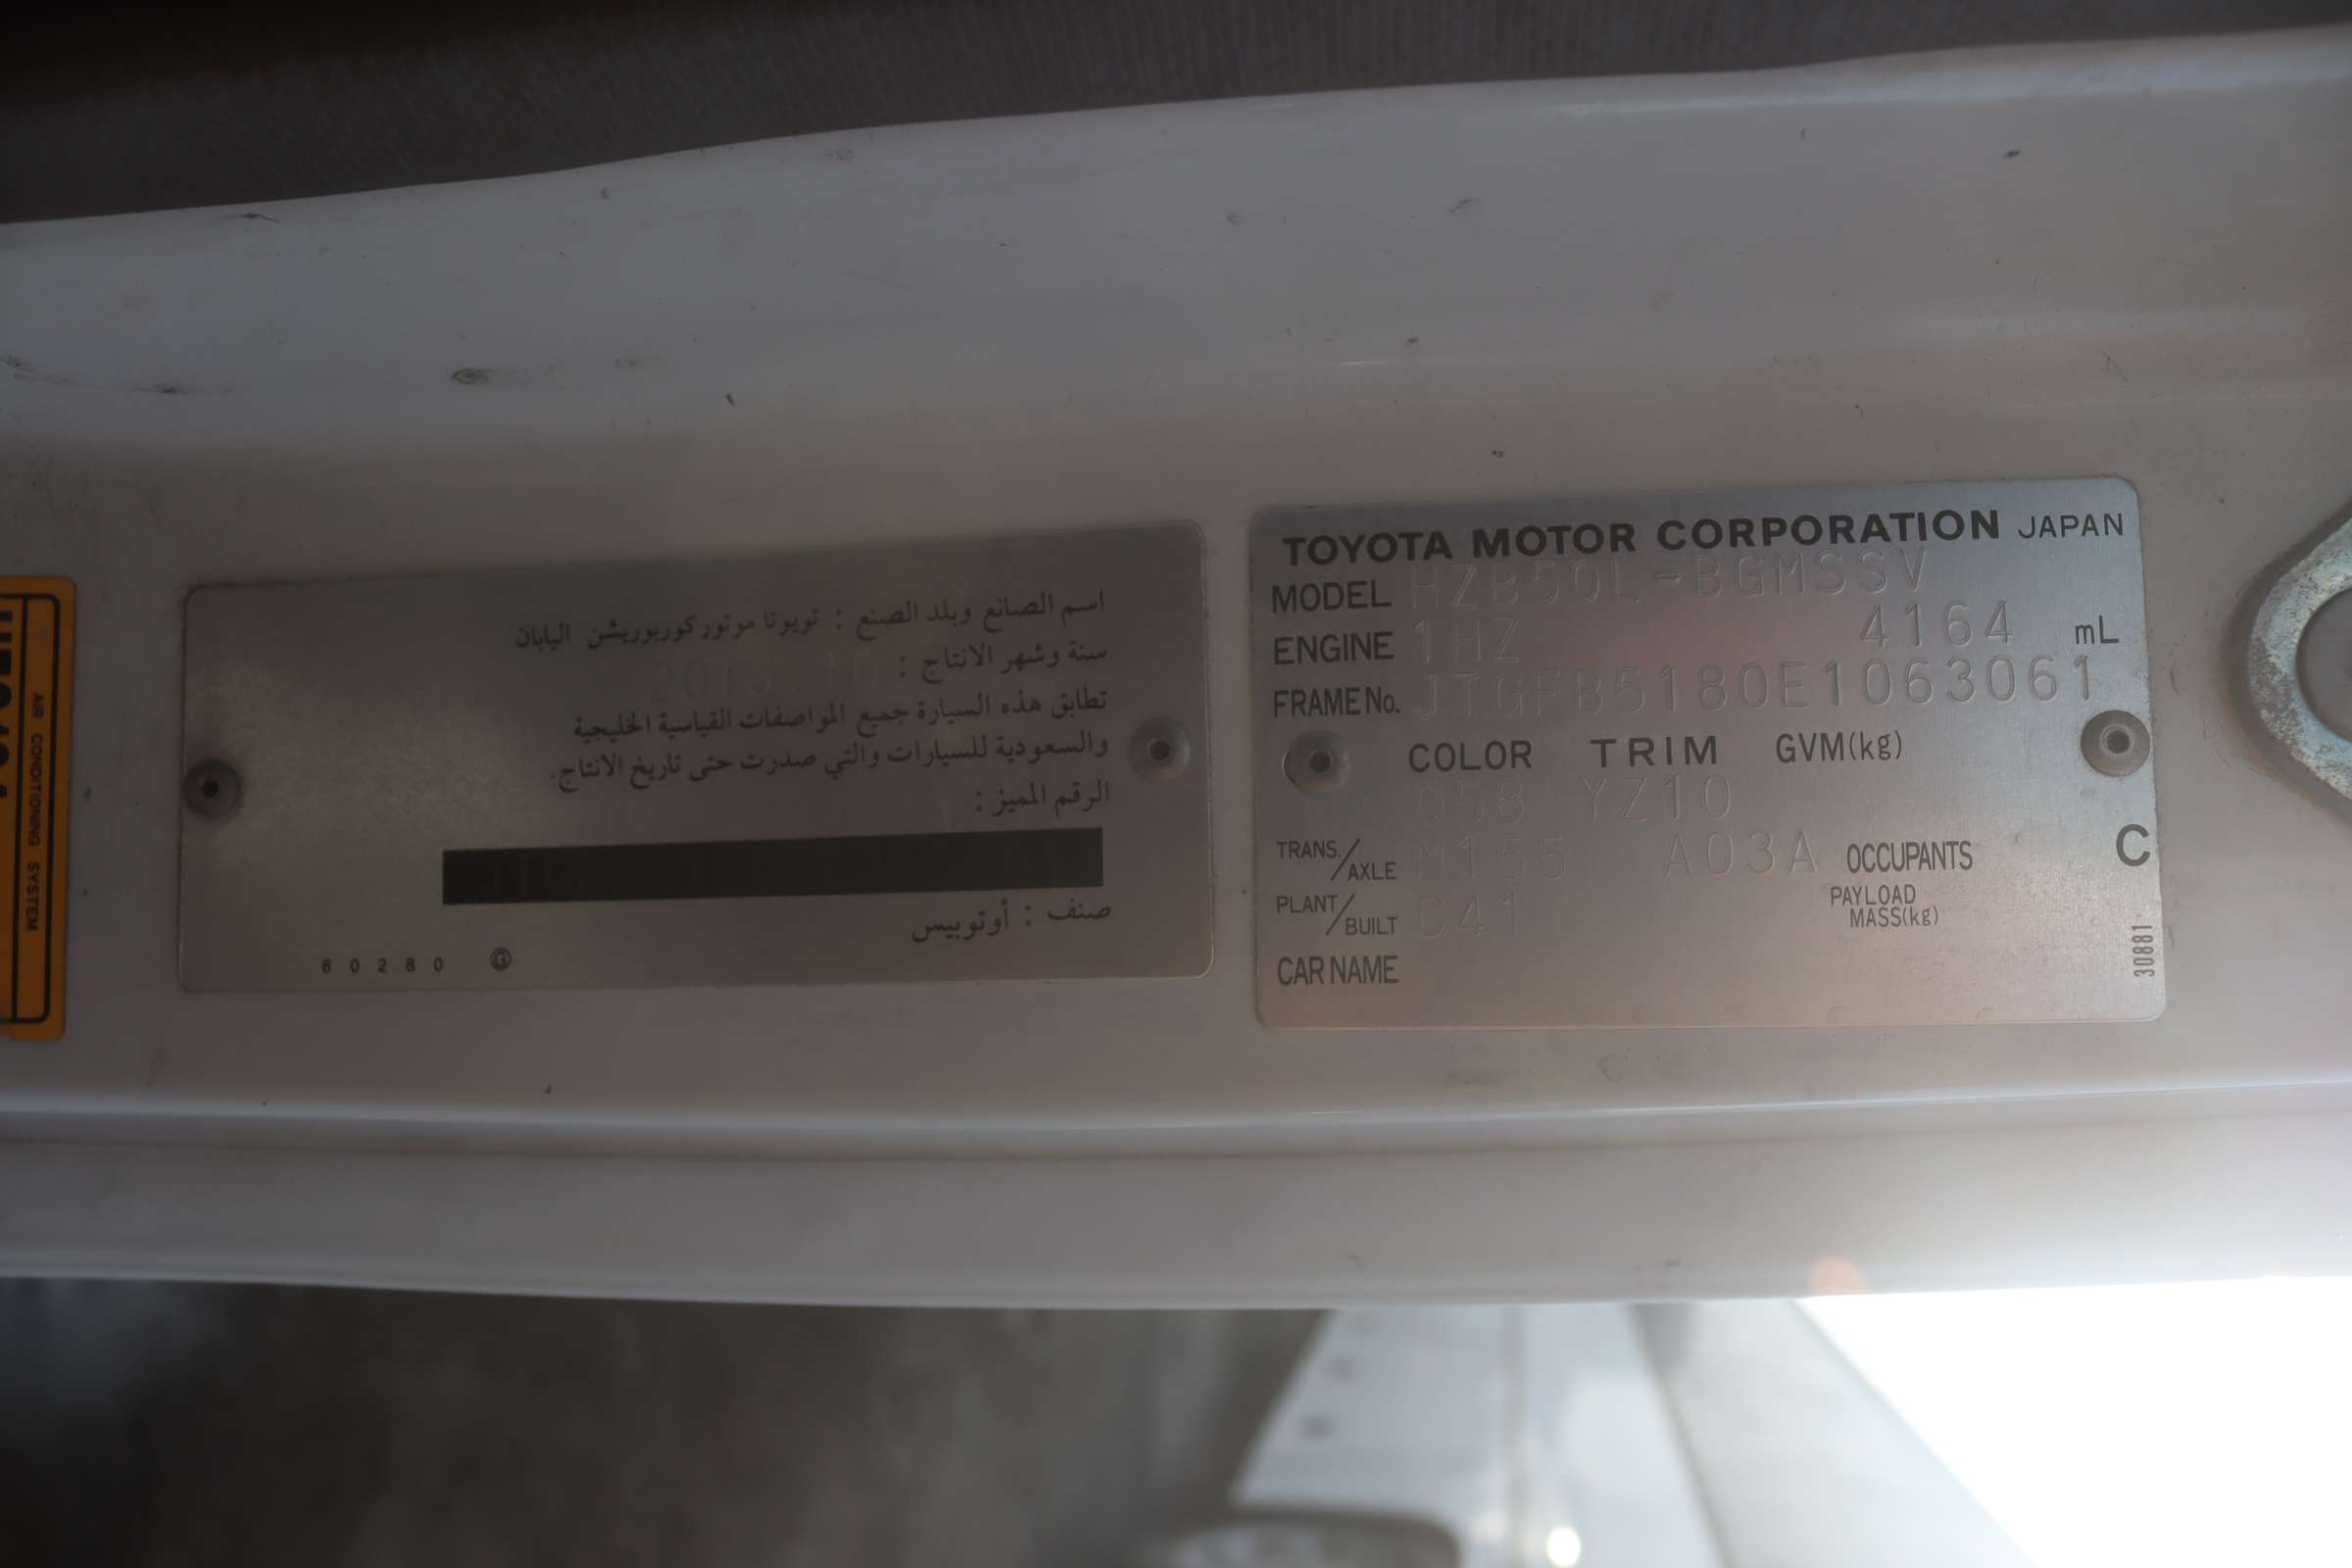 اسم الصانع وبلد الصنع : تويوتا موتور كوربوريشن اليابان
سنة وشهر الانتاج :
تطابق هذه السيارة جميع المواصفات القياسية الخليجية
والسعودية للسيارات والتي صدرت حتى تاريخ الانتاج.
الرقم المميز :
صنف : أوتوبيس
60280 G
TOYOTA MOTOR CORPORATION JAPAN
MODEL HZB50L-BGMSSV
ENGINE 1HZ 4164 mL
FRAME No. JTGFB5180E1063061
COLOR TRIM GVM(kg)
058 YZ10
TRANS./AXLE M155 A03A OCCUPANTS C
PLANT/BUILT C41 PAYLOAD MASS(kg)
CAR NAME
30881
AIR CONDITIONING SYSTEM